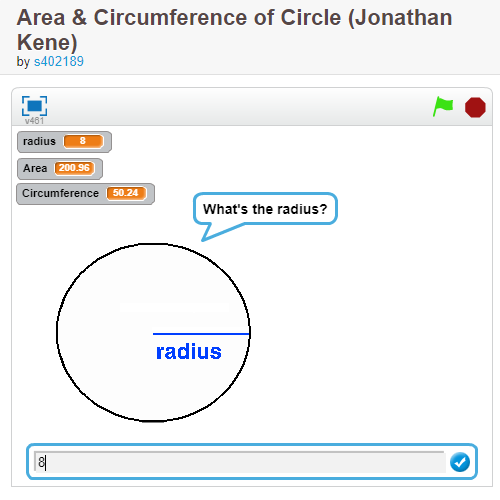 Area & Circumference of Circle (Jonathan
Kene)
by s402189
v461
radius 8
Area 200.96
Circumference 50.24
What's the radius?
radius
8